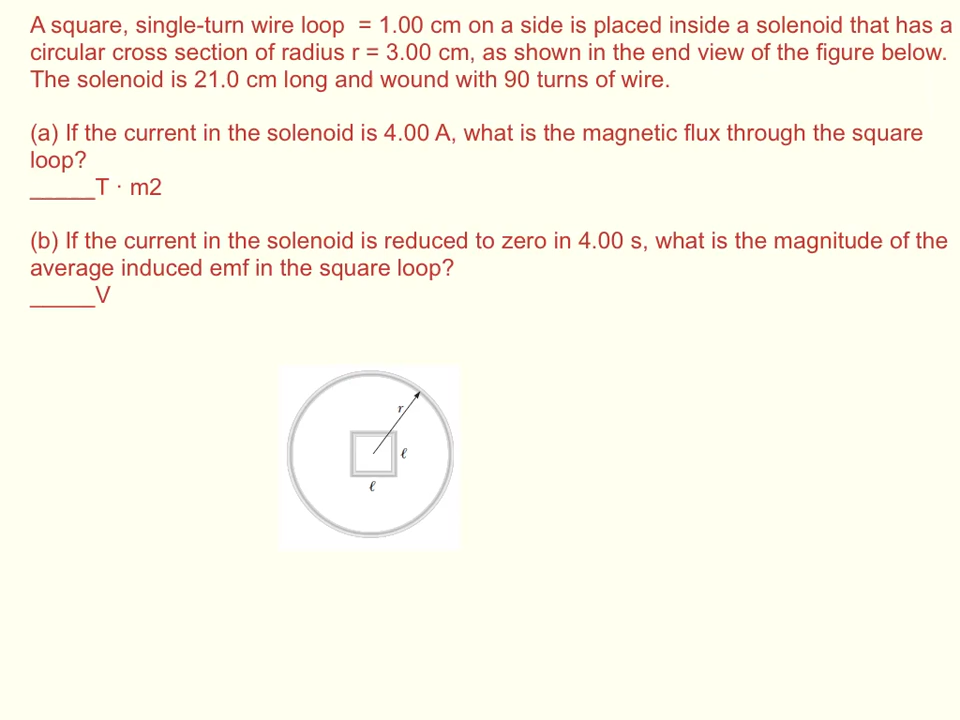 A square, single-turn wire loop  = 1.00 cm on a side is placed inside a solenoid that has a
circular cross section of radius r = 3.00 cm, as shown in the end view of the figure below.
The solenoid is 21.0 cm long and wound with 90 turns of wire.
(a) If the current in the solenoid is 4.00 A, what is the magnetic flux through the square
loop?
_____T · m2
(b) If the current in the solenoid is reduced to zero in 4.00 s, what is the magnitude of the
average induced emf in the square loop?
_____V
r
ℓ
ℓ